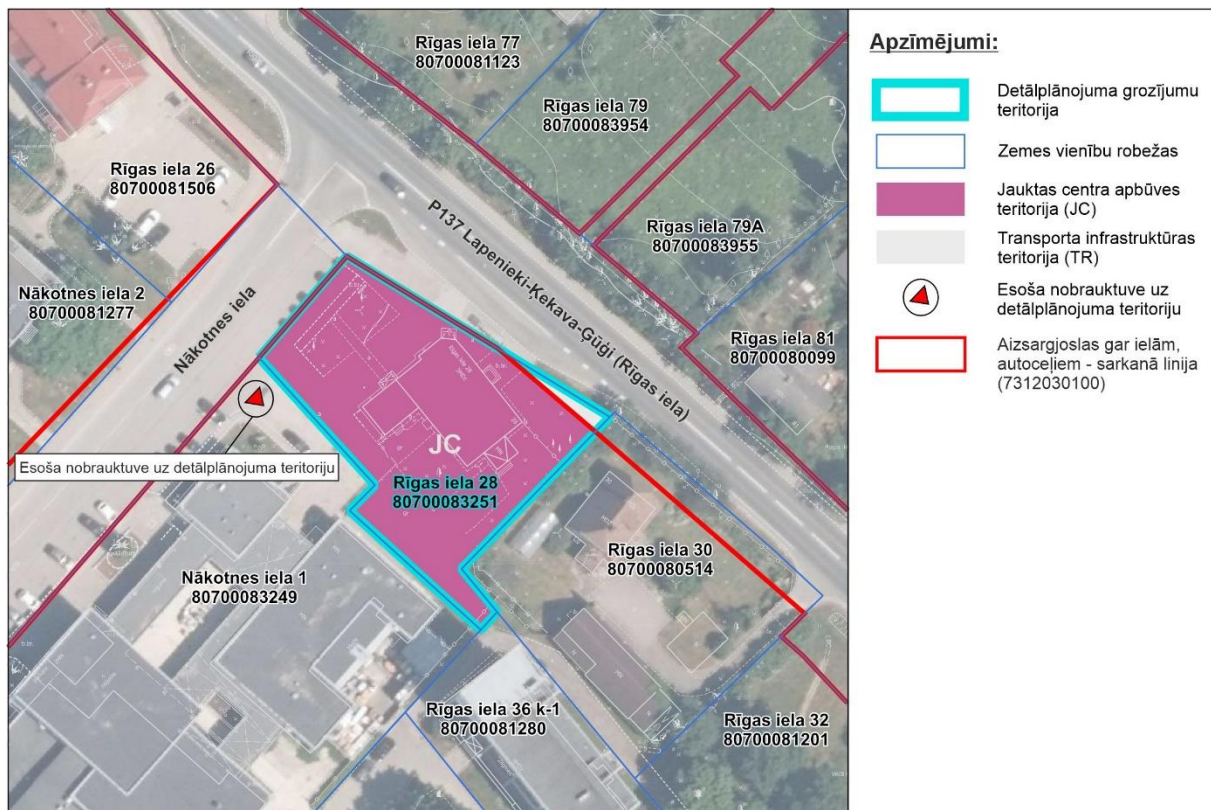 Rīgas iela 77
80700081123
Rīgas iela 79
80700083954
Rīgas iela 26
80700081506
Rīgas iela 79A
80700083955
P137 Lapenieki-Ķekava-Ģūģi (Rīgas iela)
Nākotnes iela 2
80700081277
Nākotnes iela
Rīgas iela 81
80700080099
JC
Esoša nobrauktuve uz detālplānojuma teritoriju
Rīgas iela 28
80700083251
Rīgas iela 30
80700080514
Nākotnes iela 1
80700083249
Rīgas iela 36 k-1
80700081280
Rīgas iela 32
80700081201
Apzīmējumi:
Detālplānojuma grozījumu
teritorija
Zemes vienību robežas
Jauktas centra apbūves
teritorija (JC)
Transporta infrastruktūras
teritorija (TR)
Esoša nobrauktuve uz
detālplānojuma teritoriju
Aizsargjoslas gar ielām,
autoceļiem - sarkanā līnija
(7312030100)